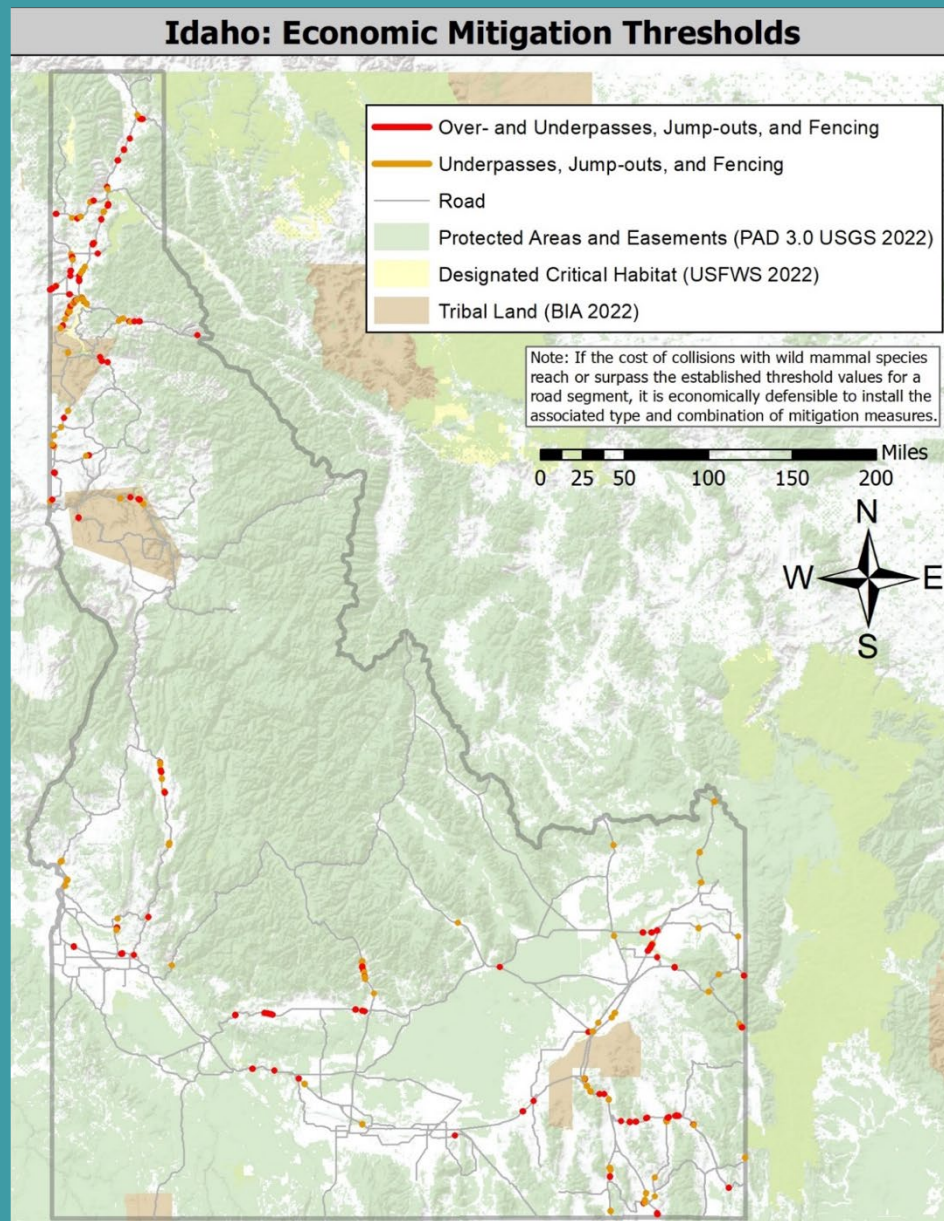 Idaho: Economic Mitigation Thresholds
Over- and Underpasses, Jump-outs, and Fencing
Underpasses, Jump-outs, and Fencing
Road
Protected Areas and Easements (PAD 3.0 USGS 2022)
Designated Critical Habitat (USFWS 2022)
Tribal Land (BIA 2022)
Note: If the cost of collisions with wild mammal species
reach or surpass the established threshold values for a
road segment, it is economically defensible to install the
associated type and combination of mitigation measures.
Miles
0 25 50 100 150 200
N
W E
S